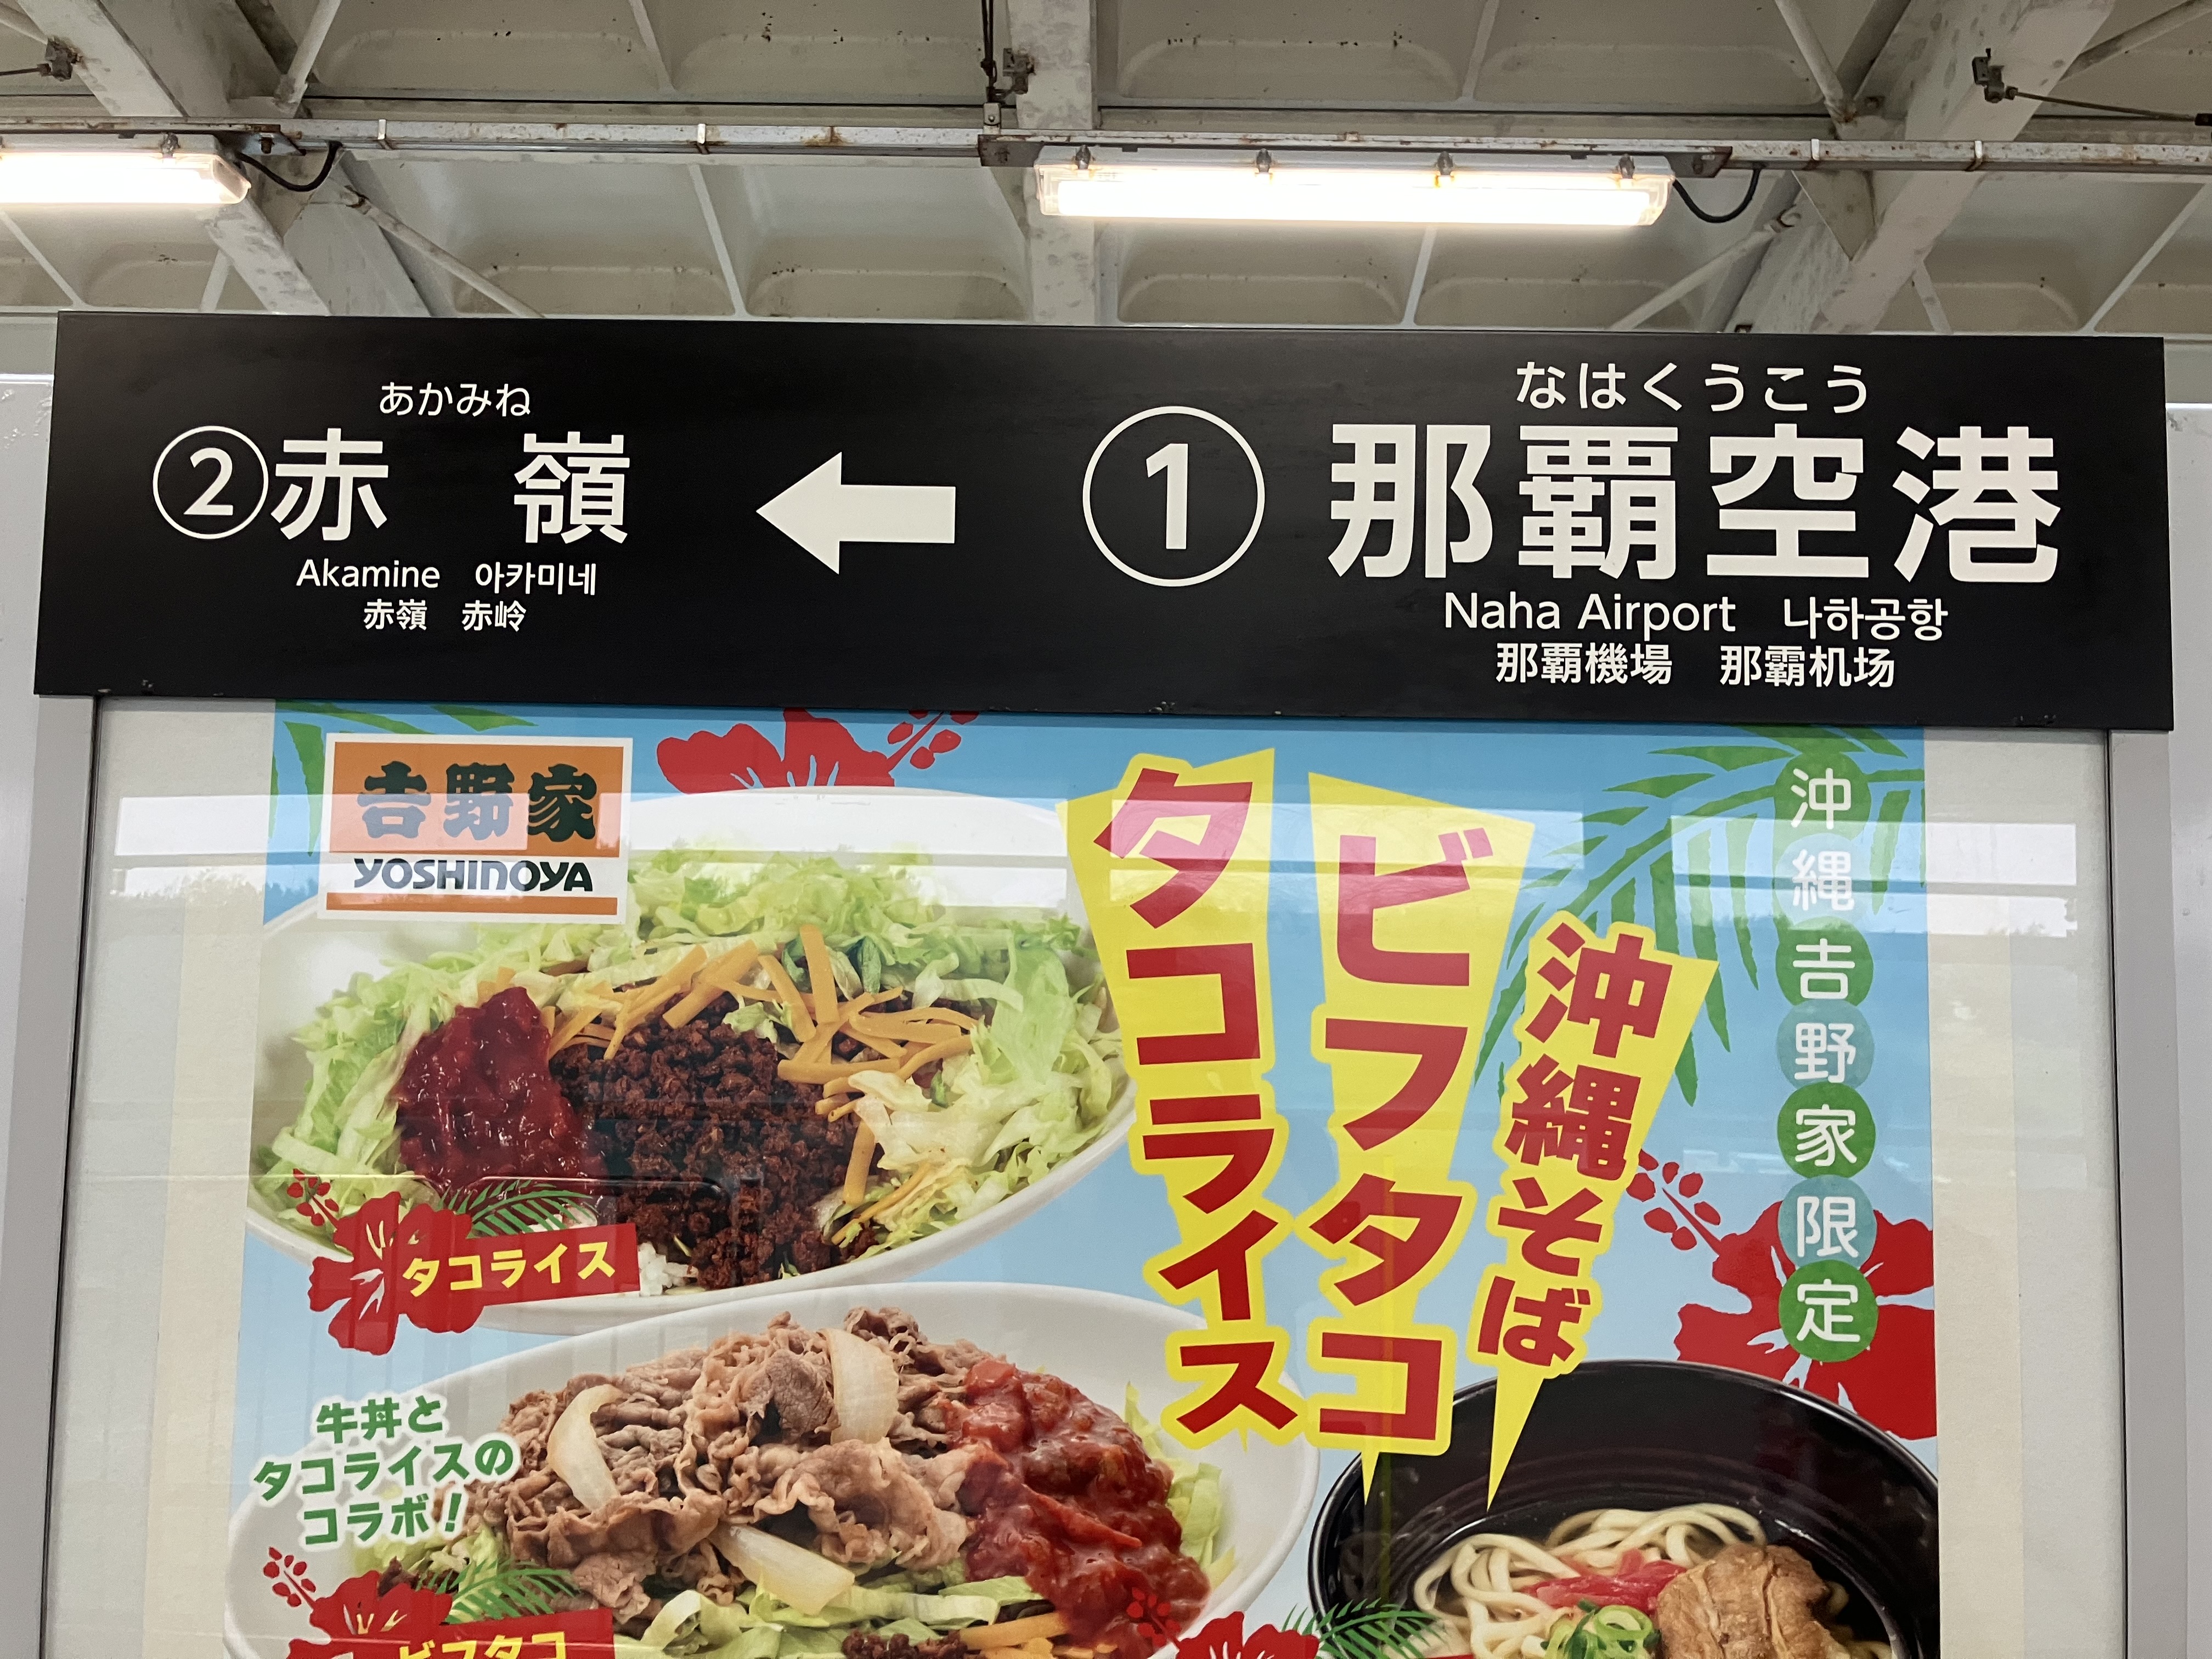 あかみね
②赤嶺
Akamine 아카미네
赤嶺 赤岭
←
なはくうこう
① 那覇空港
Naha Airport 나하공항
那覇機場 那霸机场
吉野家
YOSHINOYA
沖縄吉野家限定
沖縄そば
ビフタコ
タコライス
タコライス
牛丼と
タコライスの
コラボ！
ビフタコ